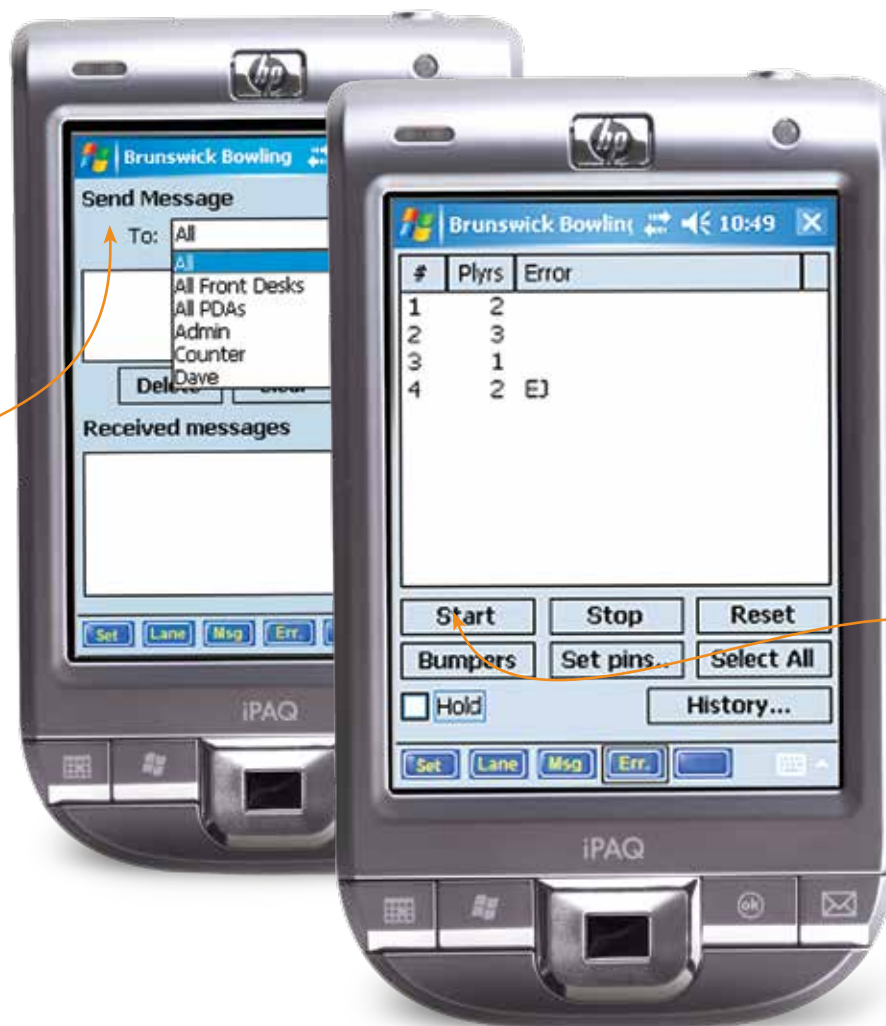 hp
Brunswick Bowling
Send Message
To: All
All
All Front Desks
All PDAs
Admin
Counter
Dave
Received messages
Set Lane Msg Err.
iPAQ
hp
Brunswick Bowling 10:49
# Plyrs Error
1 2
2 3
3 1
4 2 EJ
Start Stop Reset
Bumpers Set pins.. Select All
Hold History...
Set Lane Msg Err.
iPAQ
ok